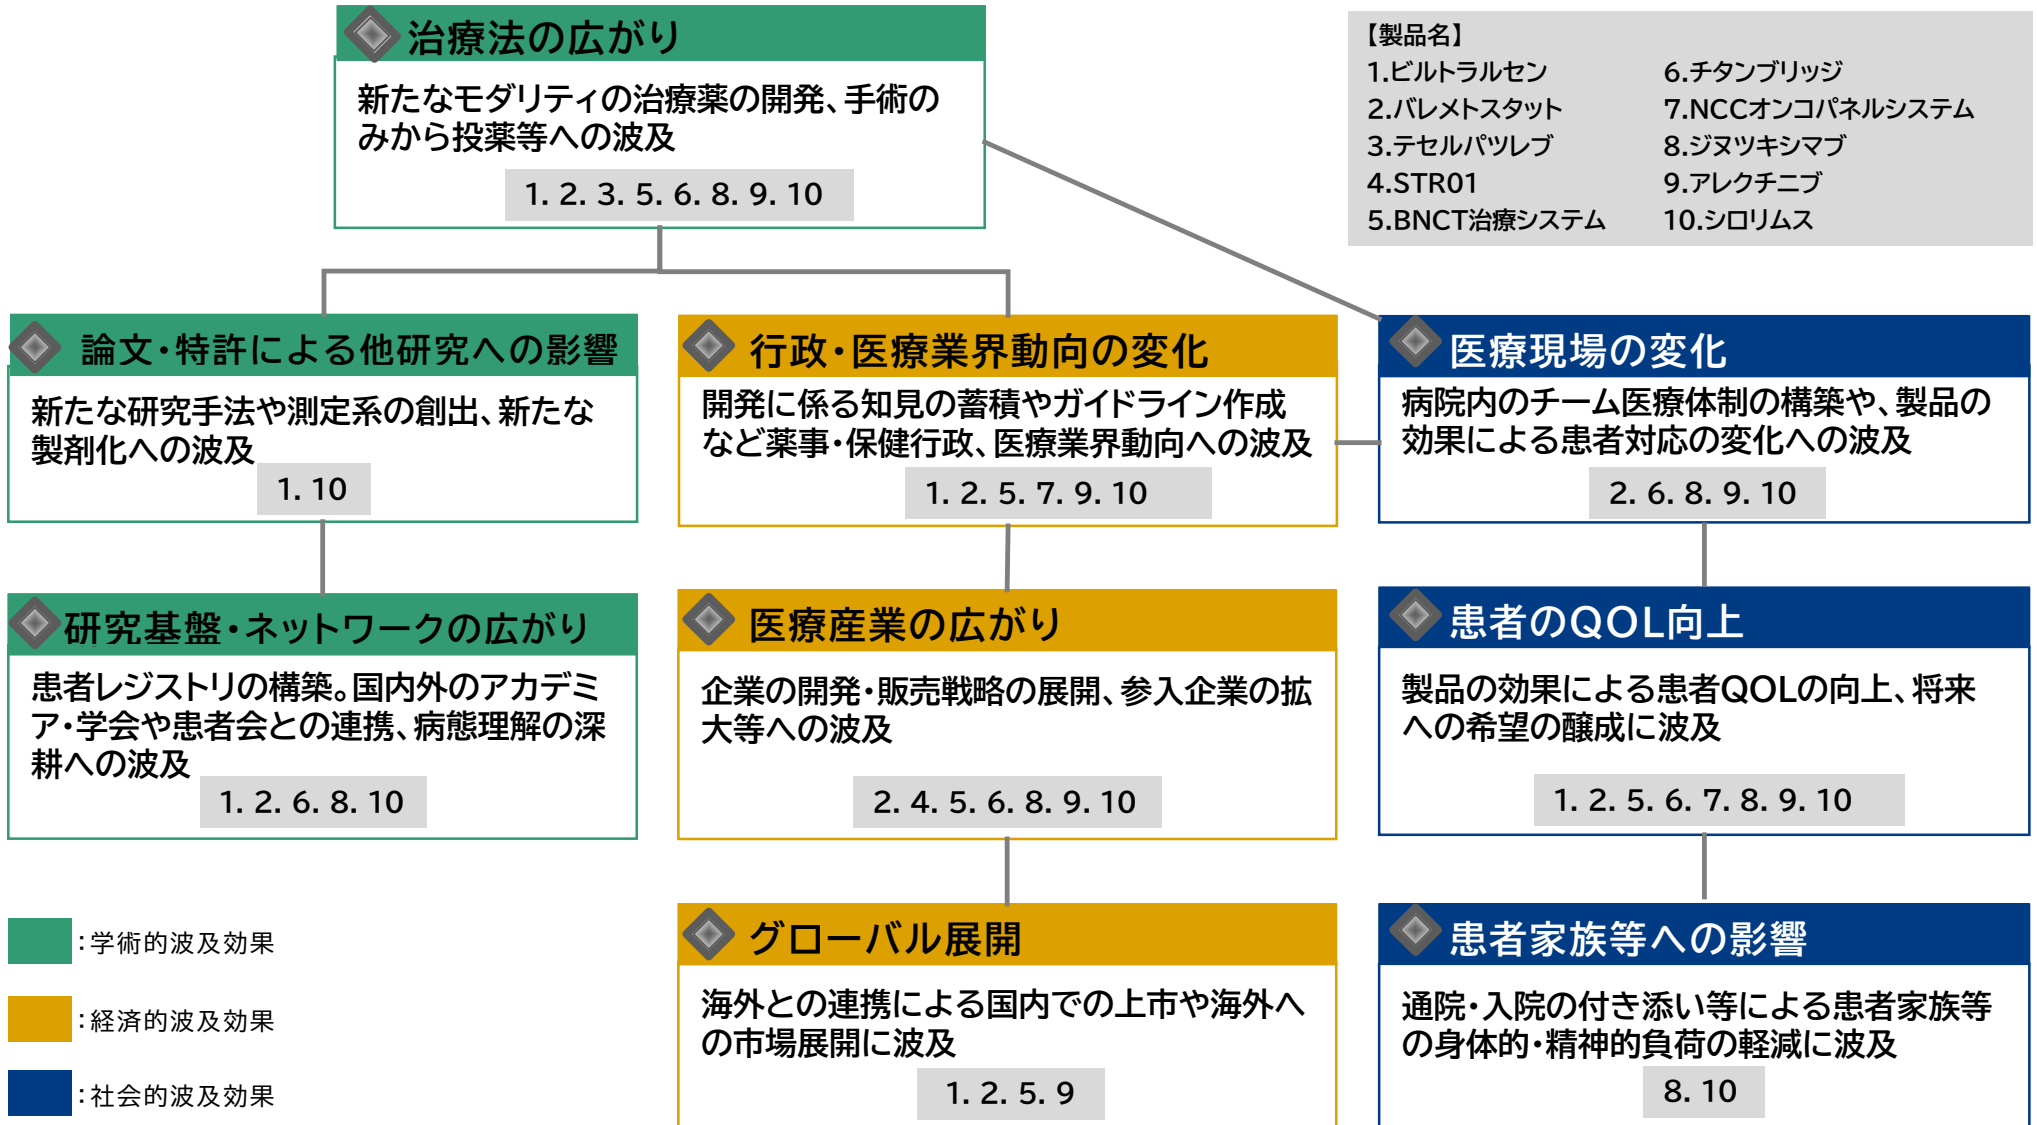 治療法の広がり
新たなモダリティの治療薬の開発、手術の
みから投薬等への波及
1. 2. 3. 5. 6. 8. 9. 10
【製品名】
1.ビルトラルセン
2.バレメトスタット
3.テセルパツレブ
4.STR01
5.BNCT治療システム
6.チタンブリッジ
7.NCCオンコパネルシステム
8.ジヌツキシマブ
9.アレクチニブ
10.シロリムス
論文・特許による他研究への影響
新たな研究手法や測定系の創出、新たな
製剤化への波及
1. 10
行政・医療業界動向の変化
開発に係る知見の蓄積やガイドライン作成
など薬事・保健行政、医療業界動向への波及
1. 2. 5. 7. 9. 10
医療現場の変化
病院内のチーム医療体制の構築や、製品の
効果による患者対応の変化への波及
2. 6. 8. 9. 10
研究基盤・ネットワークの広がり
患者レジストリの構築。国内外のアカデミ
ア・学会や患者会との連携、病態理解の深
耕への波及
1. 2. 6. 8. 10
医療産業の広がり
企業の開発・販売戦略の展開、参入企業の拡
大等への波及
2. 4. 5. 6. 8. 9. 10
患者のQOL向上
製品の効果による患者QOLの向上、将来
への希望の醸成に波及
1. 2. 5. 6. 7. 8. 9. 10
グローバル展開
海外との連携による国内での上市や海外へ
の市場展開に波及
1. 2. 5. 9
患者家族等への影響
通院・入院の付き添い等による患者家族等
の身体的・精神的負荷の軽減に波及
8. 10
：学術的波及効果
：経済的波及効果
：社会的波及効果